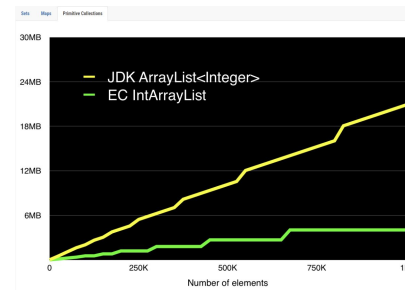 Sets Maps Primitive Collections
30MB
JDK ArrayList<Integer>
24MB
EC IntArrayList
18MB
12MB
6MB
0 250K 500K 750K
Number of elements